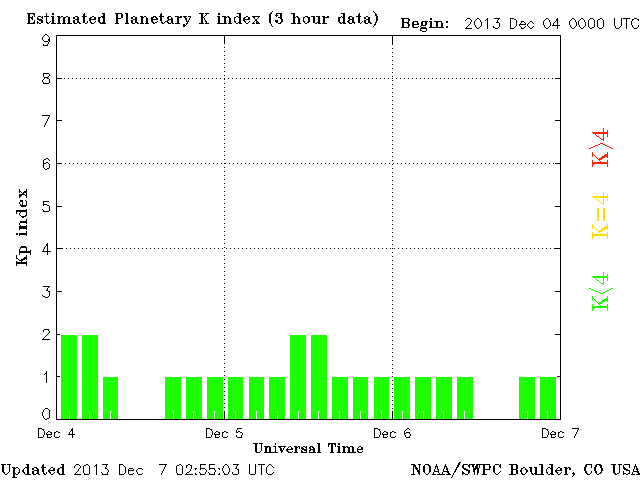 Estimated Planetary K index (3 hour data) Begin: 2013 Dec 04 0000 UTC
9
8
7
6
5
4
3
2
1
0
Kp index
K>4
K=4
K<4
Dec 4 Dec 5 Dec 6 Dec 7
Universal Time
Updated 2013 Dec 7 02:55:03 UTC NOAA/SWPC Boulder, CO USA